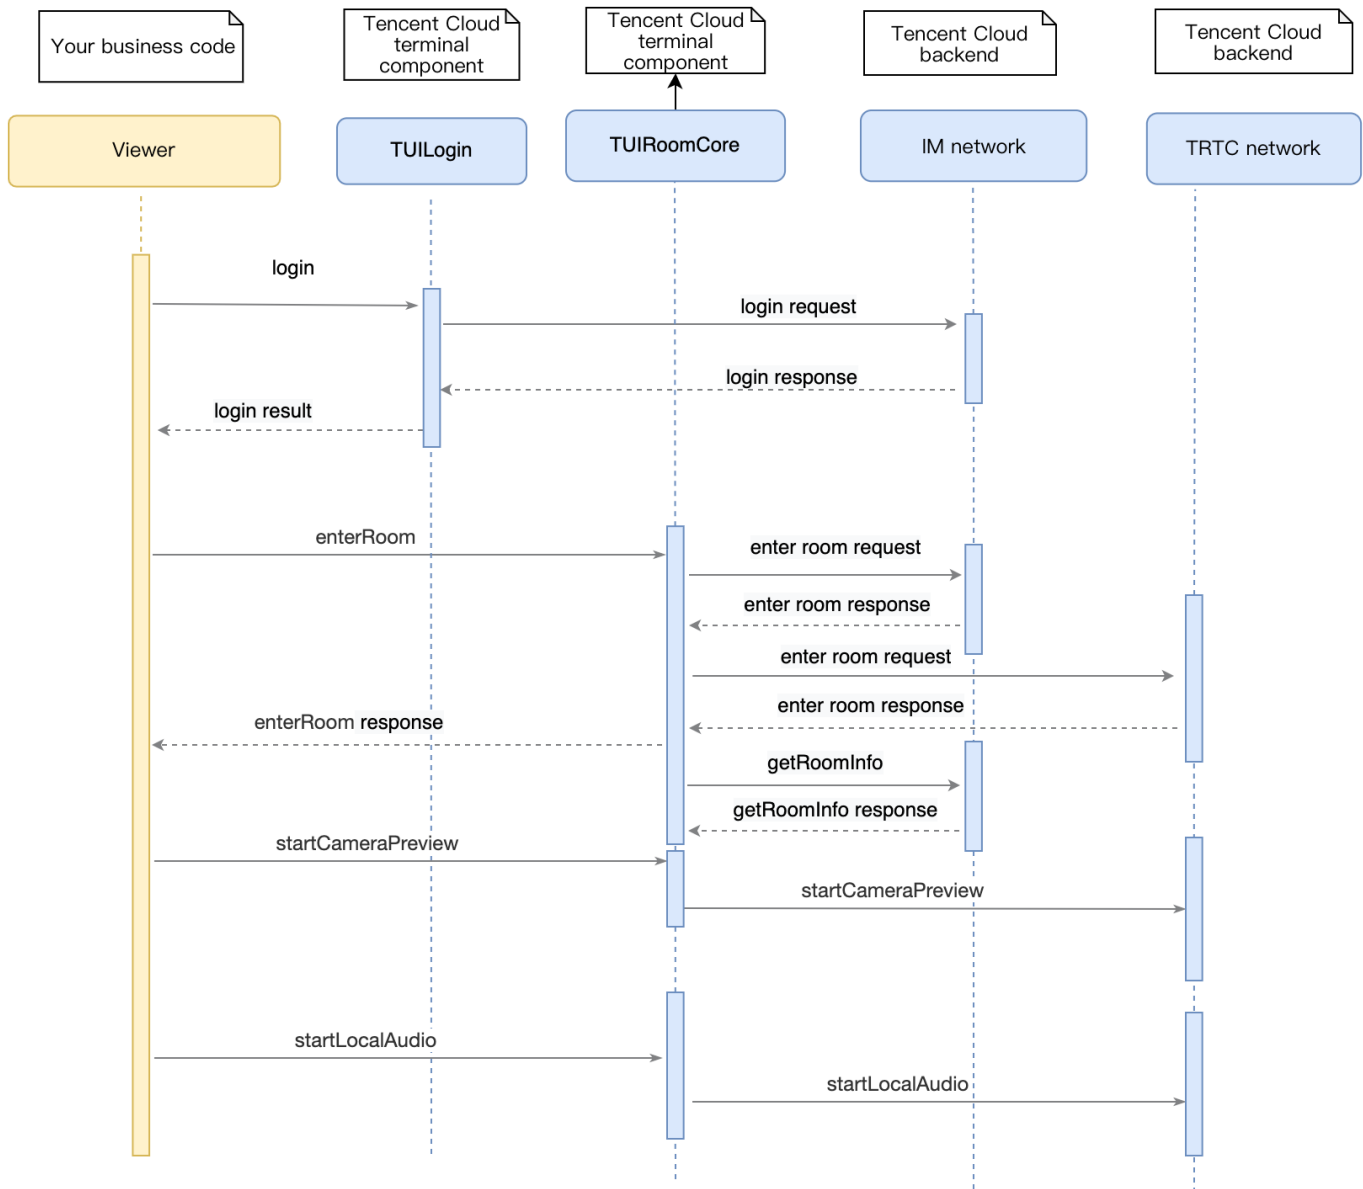 Your business code
Tencent Cloud
terminal
component
Tencent Cloud
terminal
component
Tencent Cloud
backend
Tencent Cloud
backend
Viewer
TUILogin
TUIRoomCore
IM network
TRTC network
login
login request
login response
login result
enterRoom
enter room request
enter room response
enter room request
enter room response
enterRoom response
getRoomInfo
getRoomInfo response
startCameraPreview
startCameraPreview
startLocalAudio
startLocalAudio